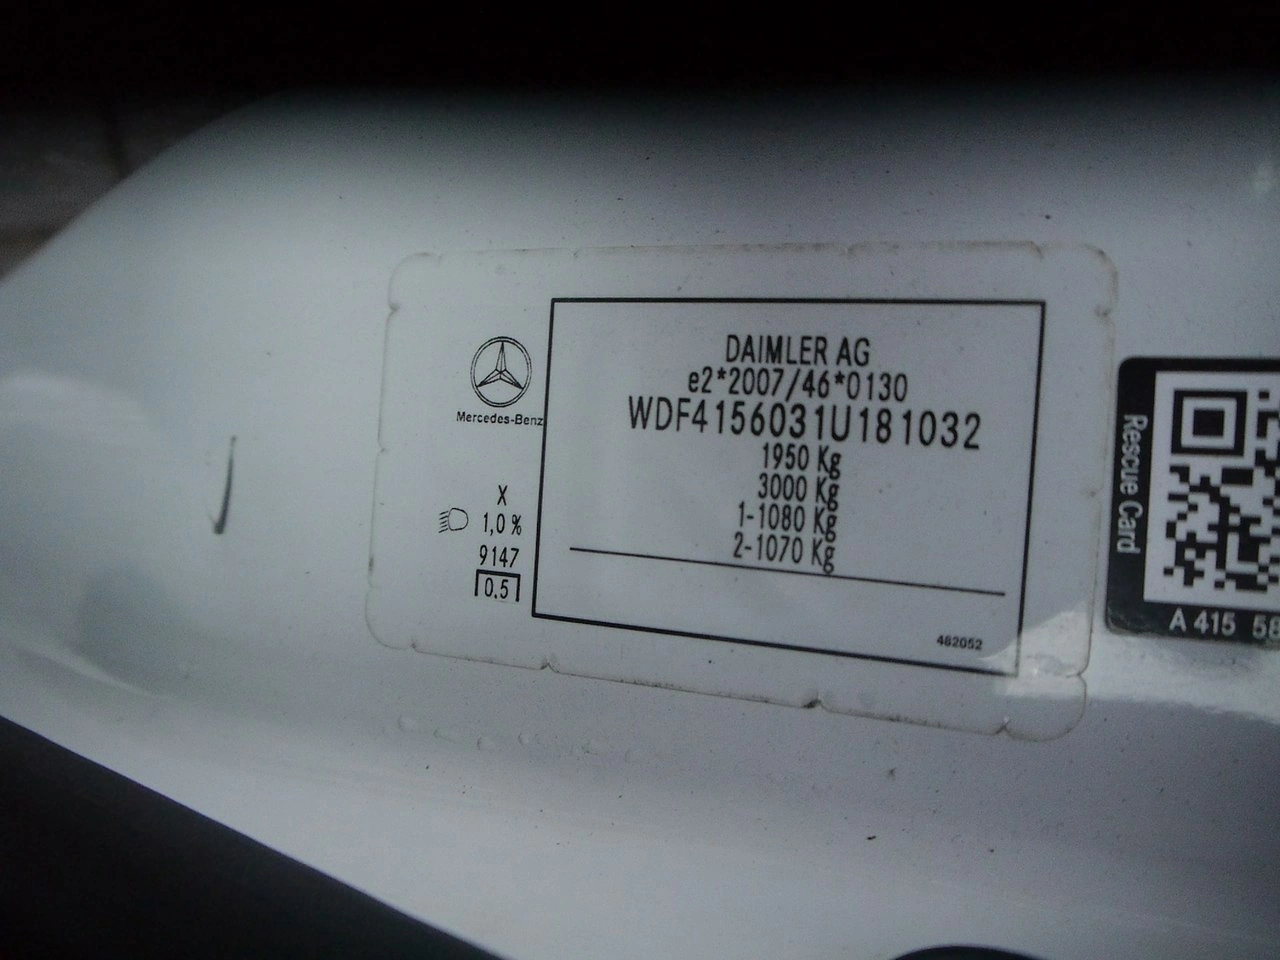 DAIMLER AG
e2*2007/46*0130
WDF4156031U181032
1950 Kg
3000 Kg
1-1080 Kg
2-1070 Kg
482052
Mercedes-Benz
X
1,0 %
9147
0.5
Rescue Card
A 415 58